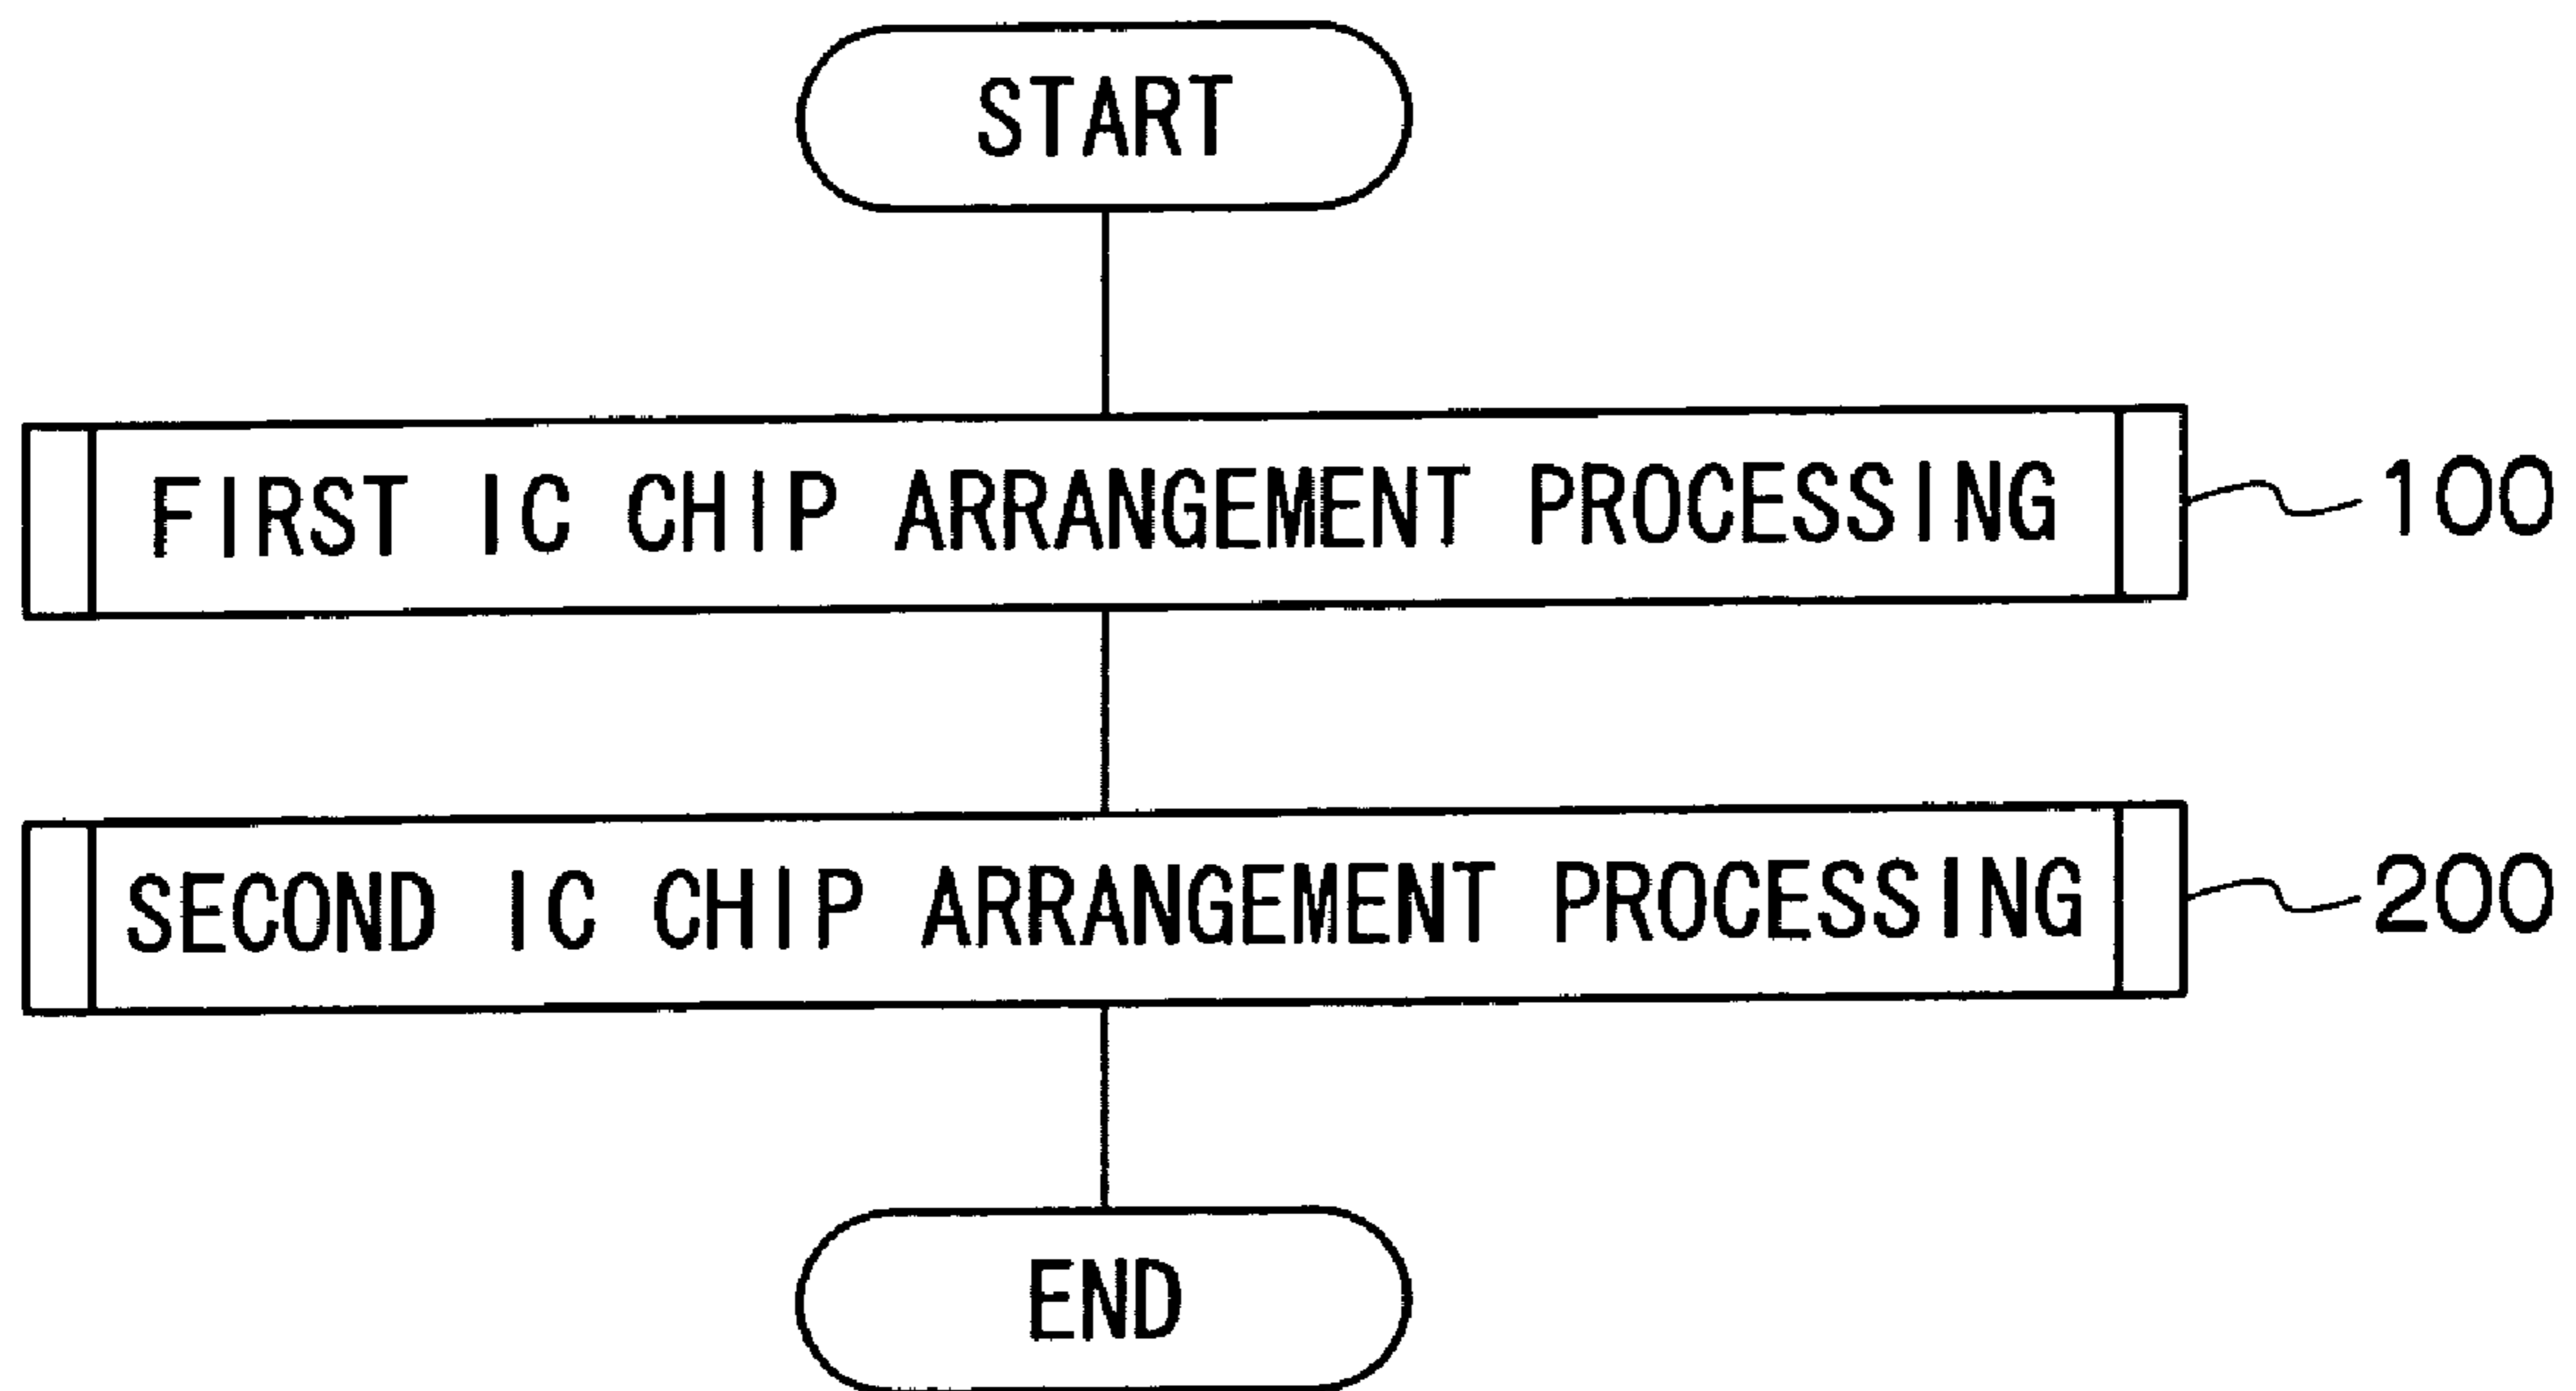 START
FIRST IC CHIP ARRANGEMENT PROCESSING
100
SECOND IC CHIP ARRANGEMENT PROCESSING
200
END